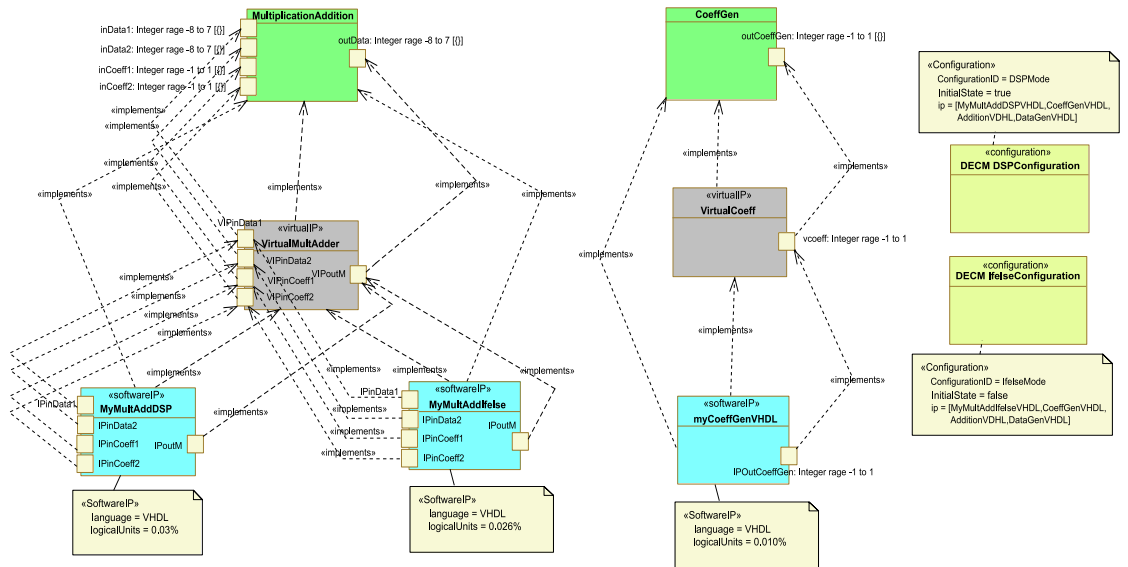 MultiplicationAddition
inData1: Integer rage -8 to 7 [{}]
inData2: Integer rage -8 to 7 [{}]
inCoeff1: Integer rage -1 to 1 [{}]
inCoeff2: Integer rage -1 to 1 [{}]
outData: Integer rage -8 to 7 [{}]
«implements»
«implements»
«implements»
«implements»
«implements»
«implements»
«implements»
«implements»
«virtualIP»
VirtualMultAdder
VIPinData1
VIPinData2
VIPinCoeff1
VIPinCoeff2
VIPoutM
«implements»
«implements»
«implements»
«implements»
«implements»
«implements»
«implements»
«implements»
«implements»
«implements»
«implements»
«implements»
«softwareIP»
MyMultAddDSP
IPinData1
IPinData2
IPinCoeff1
IPinCoeff2
IPoutM
«SoftwareIP»
language = VHDL
logicalUnits = 0.03%
«softwareIP»
MyMultAddIfelse
IPinData1
IPinData2
IPinCoeff1
IPinCoeff2
IPoutM
«SoftwareIP»
language = VHDL
logicalUnits = 0.026%
CoeffGen
outCoeffGen: Integer rage -1 to 1 [{}]
«implements»
«implements»
«implements»
«virtualIP»
VirtualCoeff
vcoeff: Integer rage -1 to 1
«implements»
«implements»
«softwareIP»
myCoeffGenVHDL
IPOutCoeffGen: Integer rage -1 to 1
«SoftwareIP»
language = VHDL
logicalUnits = 0.010%
«Configuration»
ConfigurationID = DSPMode
InitialState = true
ip = [MyMultAddDSPVHDL,CoeffGenVHDL,
AdditionVDHL,DataGenVHDL]
«configuration»
DECM DSPConfiguration
«configuration»
DECM IfelseConfiguration
«Configuration»
ConfigurationID = IfelseMode
InitialState = false
ip = [MyMultAddIfelseVHDL,CoeffGenVHDL,
AdditionVDHL,DataGenVHDL]